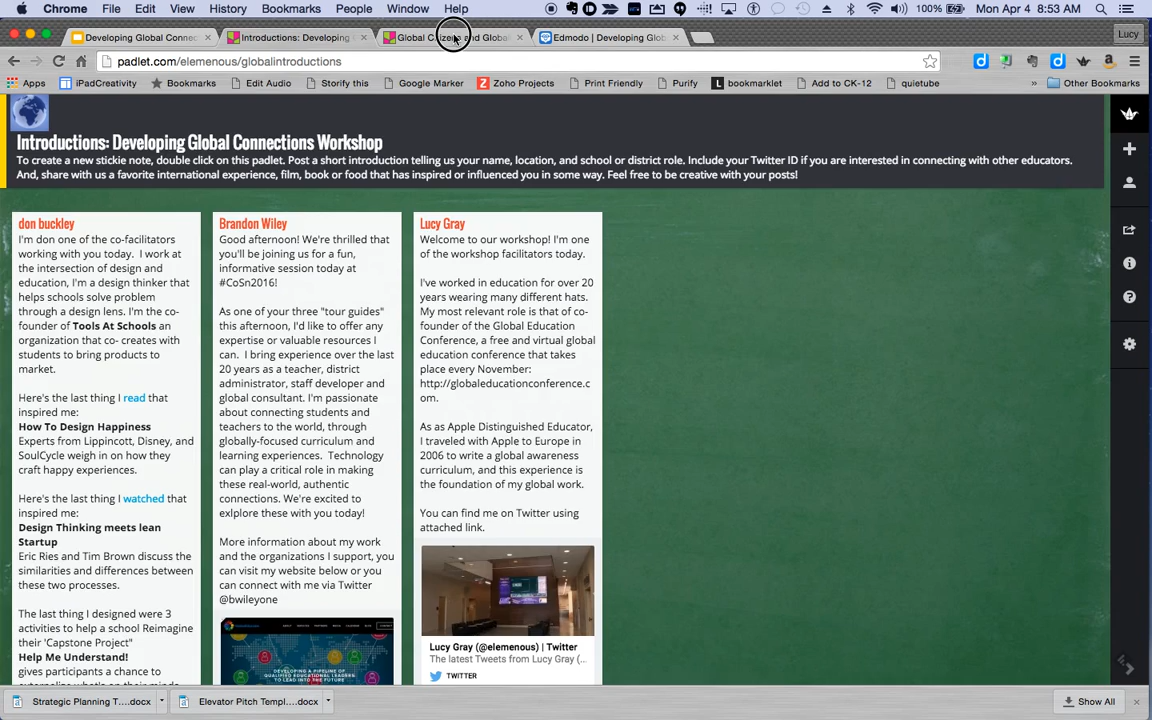 Chrome File Edit View History Bookmarks People Window Help 100% Mon Apr 4 8:53 AM
Developing Global Connec Introductions: Developing Global Citizen and Global Edmodo | Developing Glob Lucy
padlet.com/elemenous/globalintroductions
Apps iPadCreativity Bookmarks Edit Audio Storify this Google Marker Zoho Projects Print Friendly Purify bookmarklet Add to CK-12 quietube » Other Bookmarks
Introductions: Developing Global Connections Workshop
To create a new stickie note, double click on this padlet. Post a short introduction telling us your name, location, and school or district role. Include your Twitter ID if you are interested in connecting with other educators.
And, share with us a favorite international experience, film, book or food that has inspired or influenced you in some way. Feel free to be creative with your posts!
don buckley
I'm don one of the co-facilitators
working with you today. I work at
the intersection of design and
education, I'm a design thinker that
helps schools solve problem
through a design lens. I'm the co-
founder of Tools At Schools an
organization that co- creates with
students to bring products to
market.
Here's the last thing I read that
inspired me:
How To Design Happiness
Experts from Lippincott, Disney, and
SoulCycle weigh in on how they
craft happy experiences.
Here's the last thing I watched that
inspired me:
Design Thinking meets lean
Startup
Eric Ries and Tim Brown discuss the
similarities and differences between
these two processes.
The last thing I designed were 3
activities to help a school Reimagine
their 'Capstone Project"
Help Me Understand!
gives participants a chance to
Brandon Wiley
Good afternoon! We're thrilled that
you'll be joining us for a fun,
informative session today at
#CoSn2016!
As one of your three "tour guides"
this afternoon, I'd like to offer any
expertise or valuable resources I
can. I bring experience over the last
20 years as a teacher, district
administrator, staff developer and
global consultant. I'm passionate
about connecting students and
teachers to the world, through
globally-focused curriculum and
learning experiences. Technology
can play a critical role in making
these real-world, authentic
connections. We're excited to
exlplore these with you today!
More information about my work
and the organizations I support, you
can visit my website below or you
can connect with me via Twitter
@bwileyone
DEVELOPING A PIPELINE OF
QUALIFIED EDUCATIONAL LEADERS
TO LEAD INTO THE FUTURE
Lucy Gray
Welcome to our workshop! I'm one
of the workshop facilitators today.
I've worked in education for over 20
years wearing many different hats.
My most relevant role is that of co-
founder of the Global Education
Conference, a free and virtual global
education conference that takes
place every November:
http://globaleducationconference.c
om.
As as Apple Distinguished Educator,
I traveled with Apple to Europe in
2006 to write a global awareness
curriculum, and this experience is
the foundation of my global work.
You can find me on Twitter using
attached link.
Lucy Gray (@elemenous) | Twitter
The latest Tweets from Lucy Gray (...
TWITTER
Strategic Planning T....docx Elevator Pitch Templ....docx Show All